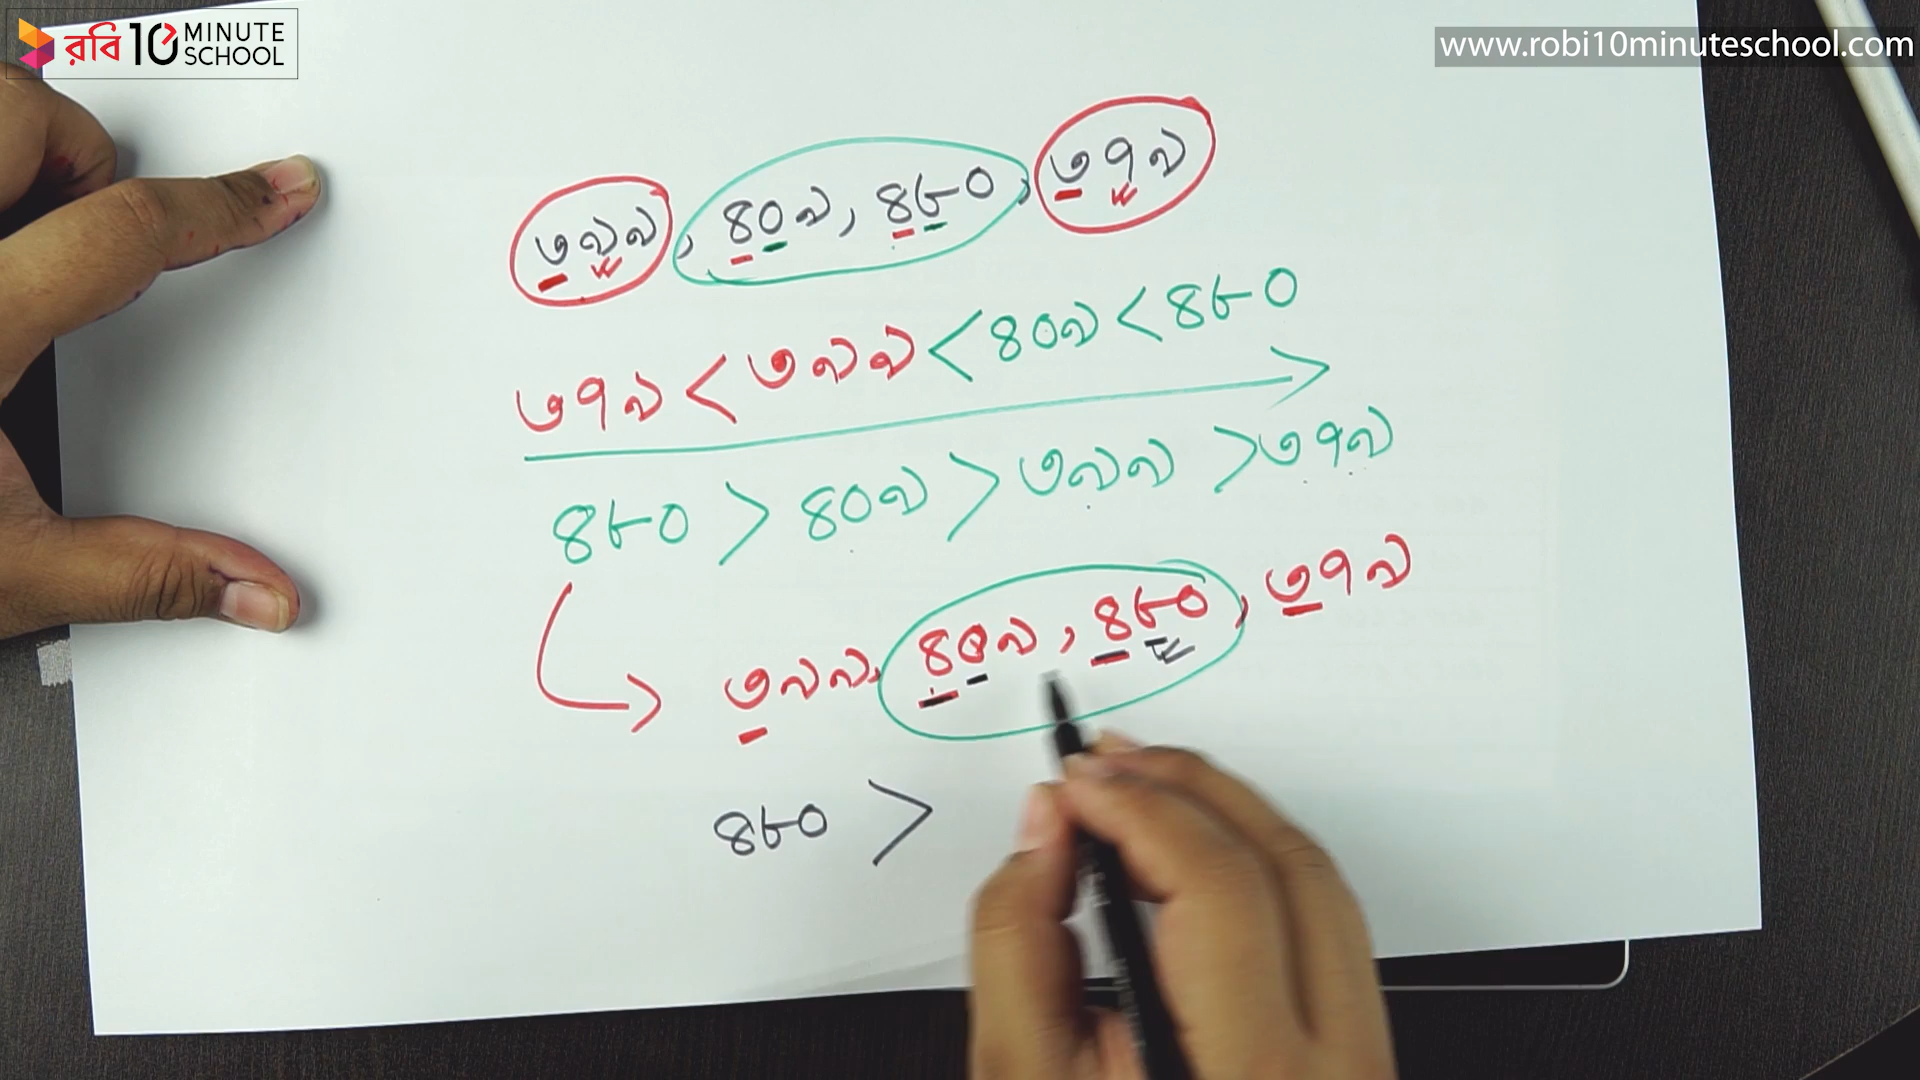 রবি 10 MINUTE SCHOOL
www.robi10minuteschool.com
৩৯৯, ৪০৯, ৪৮০, ৩৭৯
৩৭৯ < ৩৯৯ < ৪০৯ < ৪৮০
৪৮০ > ৪০৯ > ৩৯৯ > ৩৭৯
৩৯৯, ৪০৯, ৪৮০, ৩৭৯
৪৮০ >